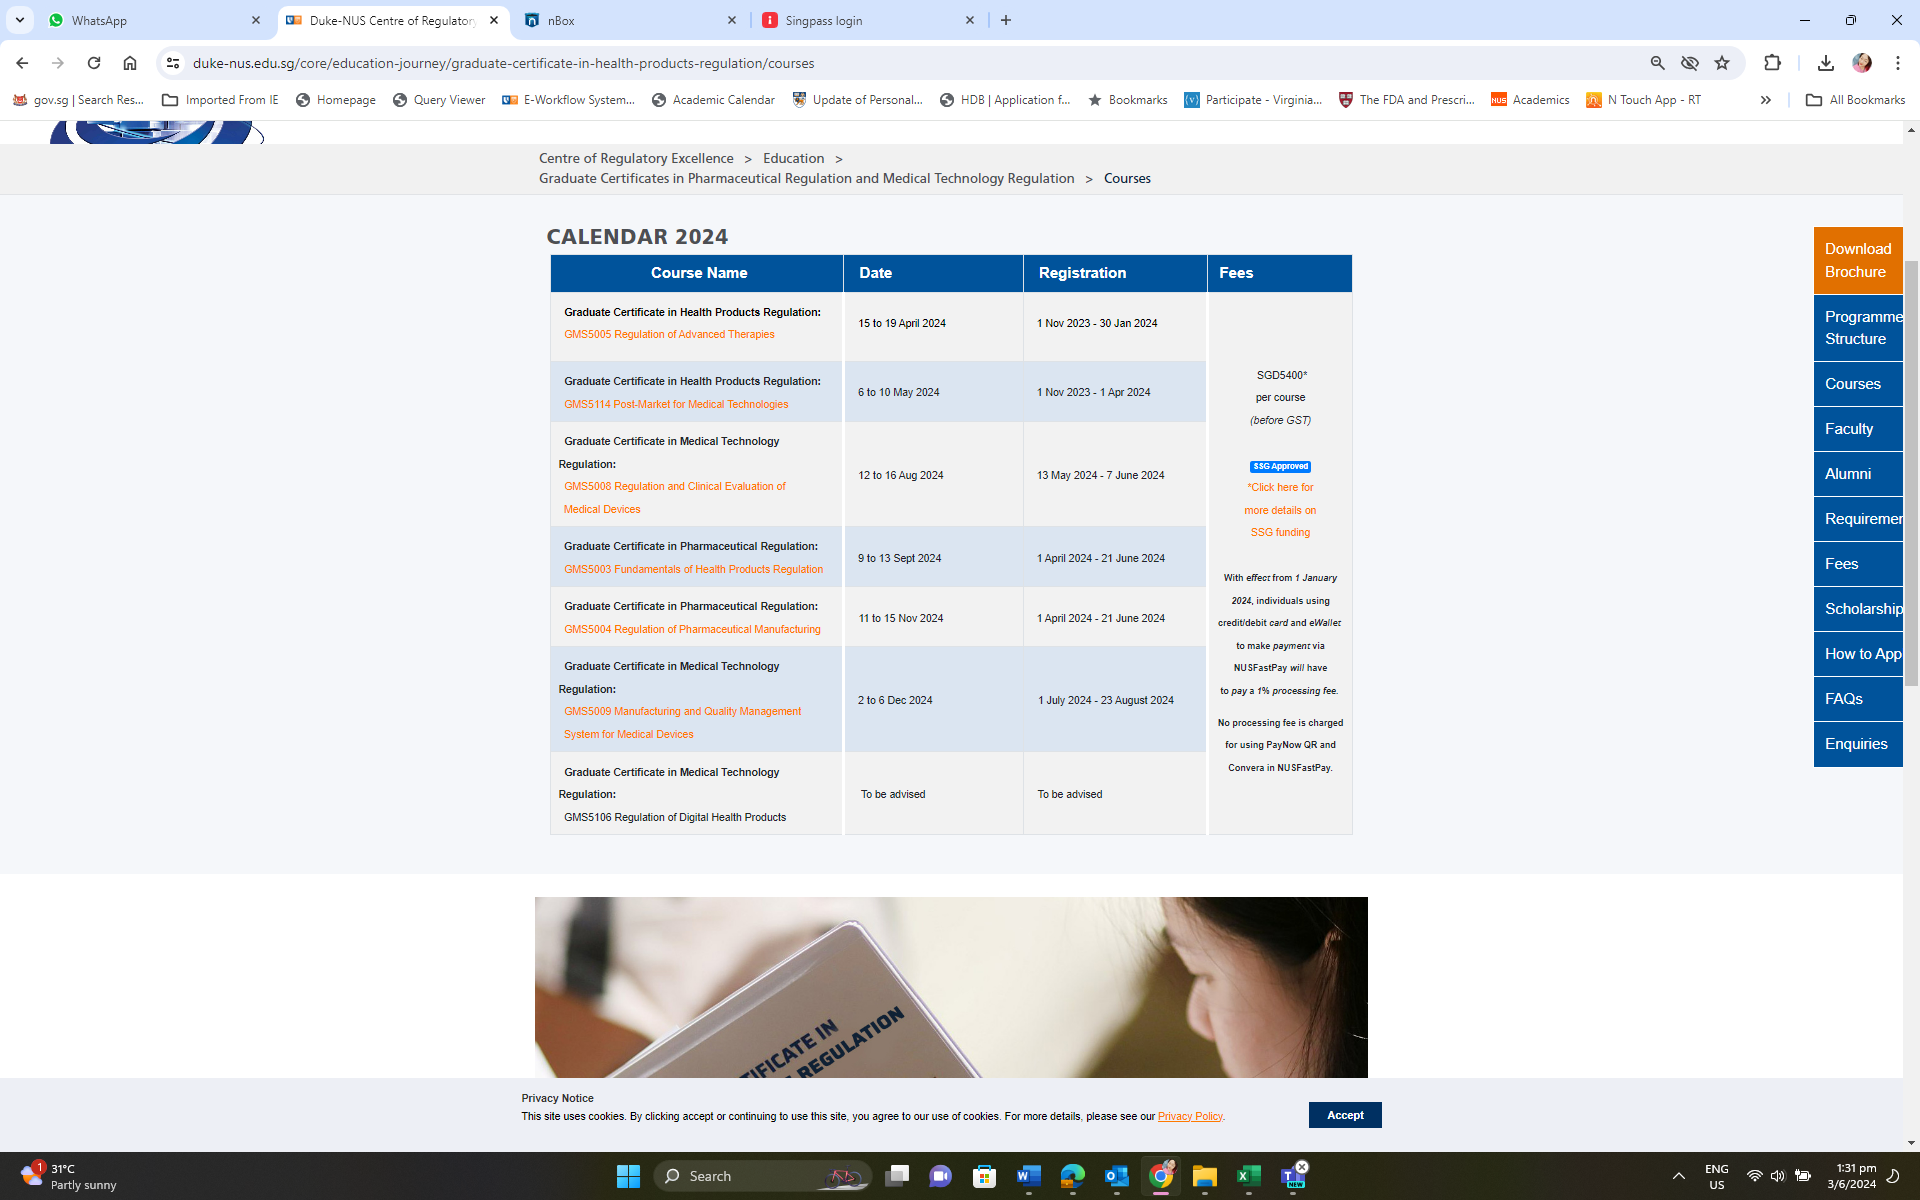 WhatsApp
Duke-NUS Centre of Regulatory
nBox
Singpass login
duke-nus.edu.sg/core/education-journey/graduate-certificate-in-health-products-regulation/courses
gov.sg | Search Res...
Imported From IE
Homepage
Query Viewer
E-Workflow System...
Academic Calendar
Update of Personal...
HDB | Application f...
Bookmarks
Participate - Virginia...
The FDA and Prescri...
Academics
N Touch App - RT
All Bookmarks
Centre of Regulatory Excellence > Education >
Graduate Certificates in Pharmaceutical Regulation and Medical Technology Regulation > Courses
CALENDAR 2024
Course Name Date Registration Fees
Graduate Certificate in Health Products Regulation:
GMS5005 Regulation of Advanced Therapies
15 to 19 April 2024
1 Nov 2023 - 30 Jan 2024
Graduate Certificate in Health Products Regulation:
GMS5114 Post-Market for Medical Technologies
6 to 10 May 2024
1 Nov 2023 - 1 Apr 2024
Graduate Certificate in Medical Technology
Regulation:
GMS5008 Regulation and Clinical Evaluation of
Medical Devices
12 to 16 Aug 2024
13 May 2024 - 7 June 2024
Graduate Certificate in Pharmaceutical Regulation:
GMS5003 Fundamentals of Health Products Regulation
9 to 13 Sept 2024
1 April 2024 - 21 June 2024
Graduate Certificate in Pharmaceutical Regulation:
GMS5004 Regulation of Pharmaceutical Manufacturing
11 to 15 Nov 2024
1 April 2024 - 21 June 2024
Graduate Certificate in Medical Technology
Regulation:
GMS5009 Manufacturing and Quality Management
System for Medical Devices
2 to 6 Dec 2024
1 July 2024 - 23 August 2024
Graduate Certificate in Medical Technology
Regulation:
GMS5106 Regulation of Digital Health Products
To be advised
To be advised
SGD5400*
per course
(before GST)
SSG Approved
*Click here for
more details on
SSG funding
With effect from 1 January
2024, individuals using
credit/debit card and eWallet
to make payment via
NUSFastPay will have
to pay a 1% processing fee.
No processing fee is charged
for using PayNow QR and
Convera in NUSFastPay.
Download
Brochure
Programme
Structure
Courses
Faculty
Alumni
Requiremen
Fees
Scholarship
How to App
FAQs
Enquiries
TIFICATE IN
REGULATION
Privacy Notice
This site uses cookies. By clicking accept or continuing to use this site, you agree to our use of cookies. For more details, please see our Privacy Policy.
Accept
1
31°C
Partly sunny
Search
NEW
ENG
US
1:31 pm
3/6/2024